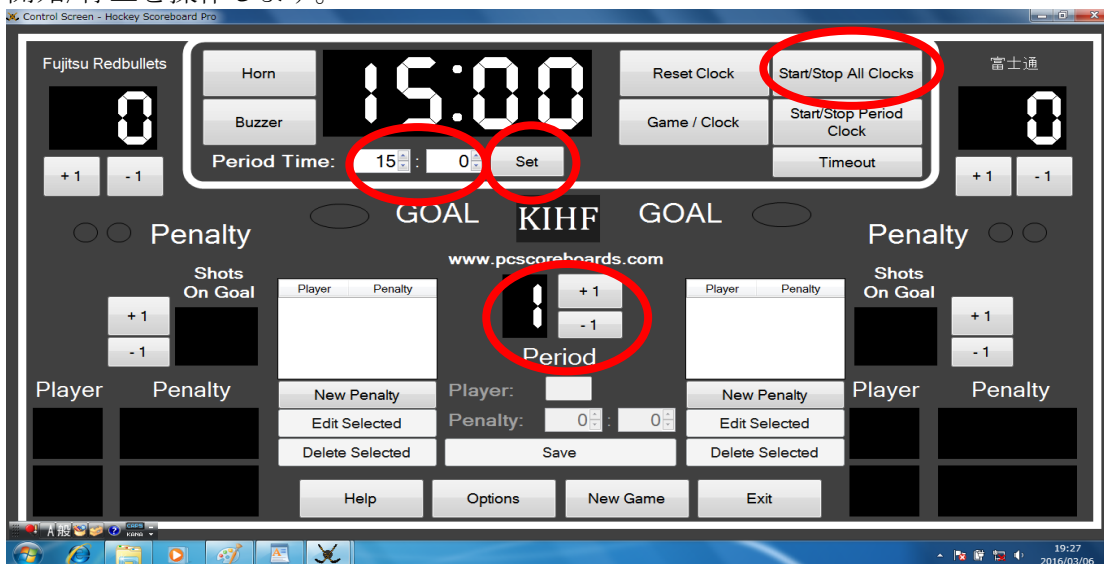 Control Screen - Hockey Scoreboard Pro
Fujitsu Redbullets
Horn
15:00
Reset Clock
Start/Stop All Clocks
富士通
0
Buzzer
Game / Clock
Start/Stop Period Clock
0
Period Time: 15 : 0 Set
Timeout
+ 1 - 1
+ 1 - 1
GOAL KIHF GOAL
Penalty
Penalty
www.pcscoreboards.com
Shots On Goal
Player Penalty
1
+ 1
- 1
Period
Player Penalty
Shots On Goal
+ 1
- 1
+ 1
- 1
Player Penalty
New Penalty
Player:
New Penalty
Player Penalty
Edit Selected
Penalty: 0 : 0
Edit Selected
Delete Selected
Save
Delete Selected
Help
Options
New Game
Exit
A 般
CAPS
KANA
19:27
2016/03/06